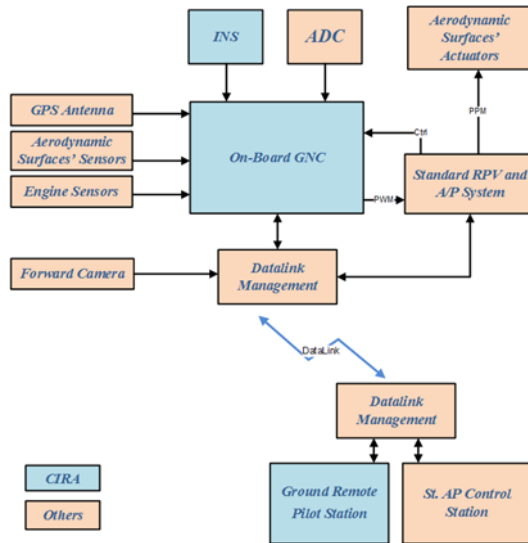 INS
ADC
Aerodynamic
Surfaces' 
Actuators
GPS Antenna
Aerodynamic
Surfaces' Sensors
Engine Sensors
On-Board GNC
Ctrl
PPM
PWM
Standard RPV and
A/P System
Forward Camera
Datalink
Management
DataLink
Datalink
Management
Ground Remote
Pilot Station
St. AP Control
Station
CIRA
Others